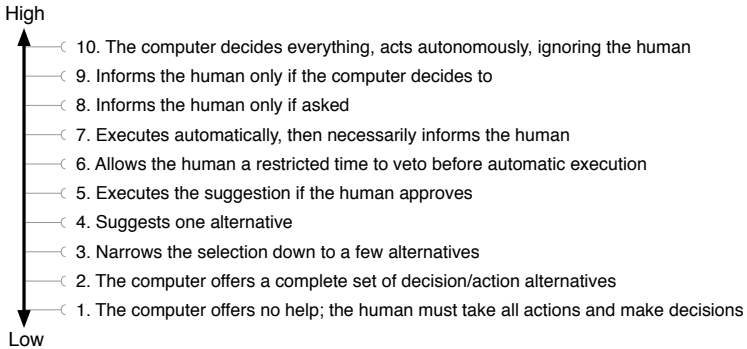 High
10. The computer decides everything, acts autonomously, ignoring the human
9. Informs the human only if the computer decides to
8. Informs the human only if asked
7. Executes automatically, then necessarily informs the human
6. Allows the human a restricted time to veto before automatic execution
5. Executes the suggestion if the human approves
4. Suggests one alternative
3. Narrows the selection down to a few alternatives
2. The computer offers a complete set of decision/action alternatives
1. The computer offers no help; the human must take all actions and make decisions
Low